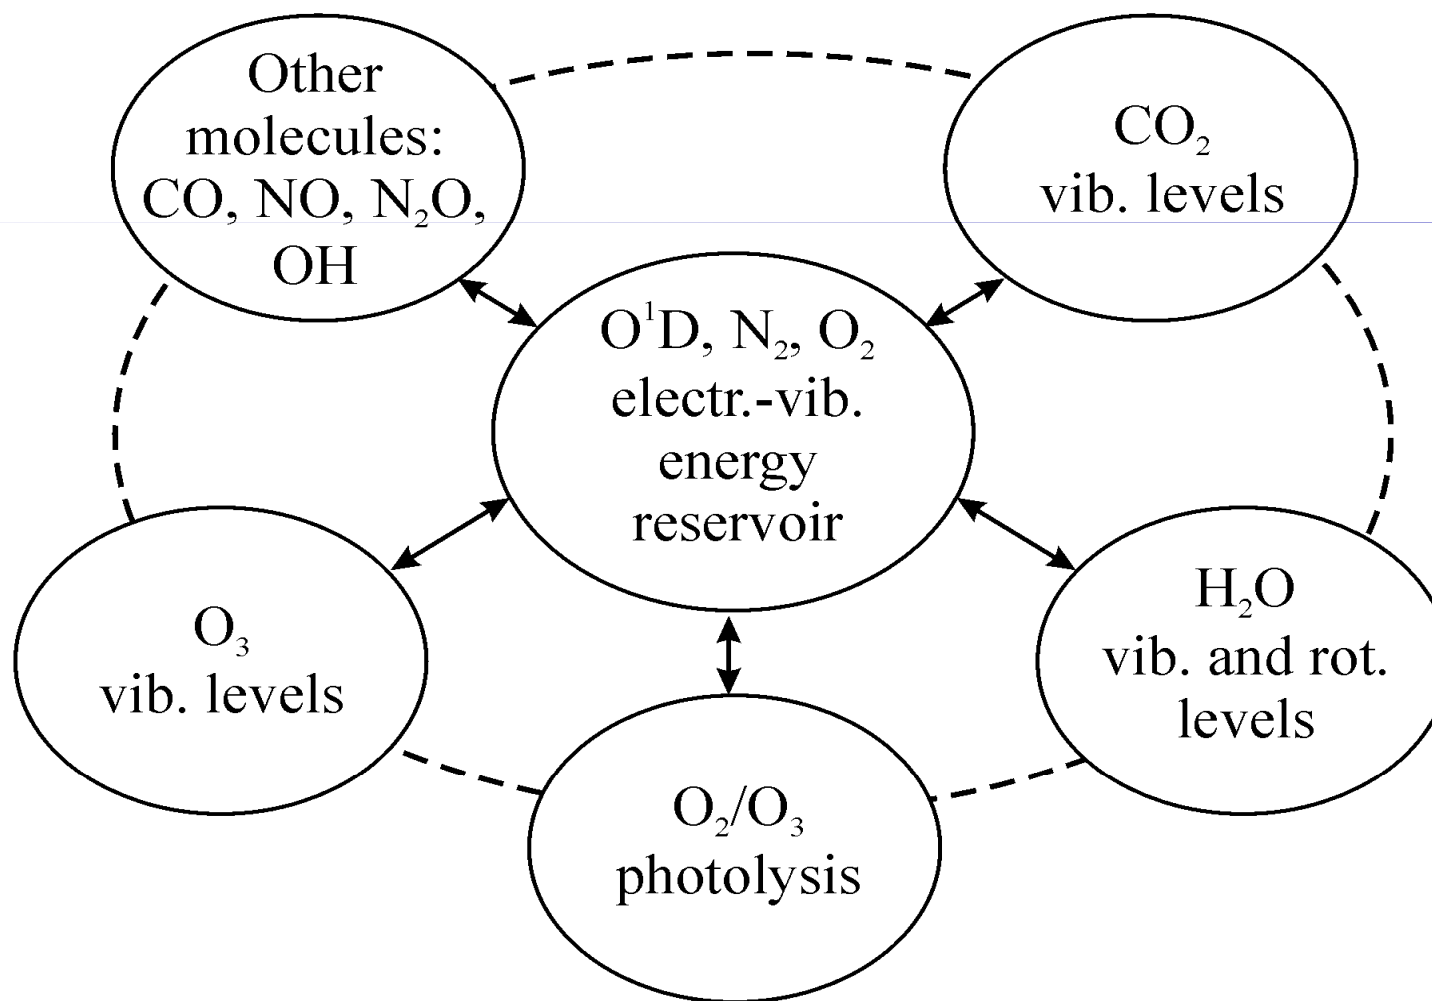 Other
molecules:
CO, NO, N₂O,
OH
CO₂
vib. levels
O¹D, N₂, O₂
electr.-vib.
energy
reservoir
O₃
vib. levels
H₂O
vib. and rot.
levels
O₂/O₃
photolysis